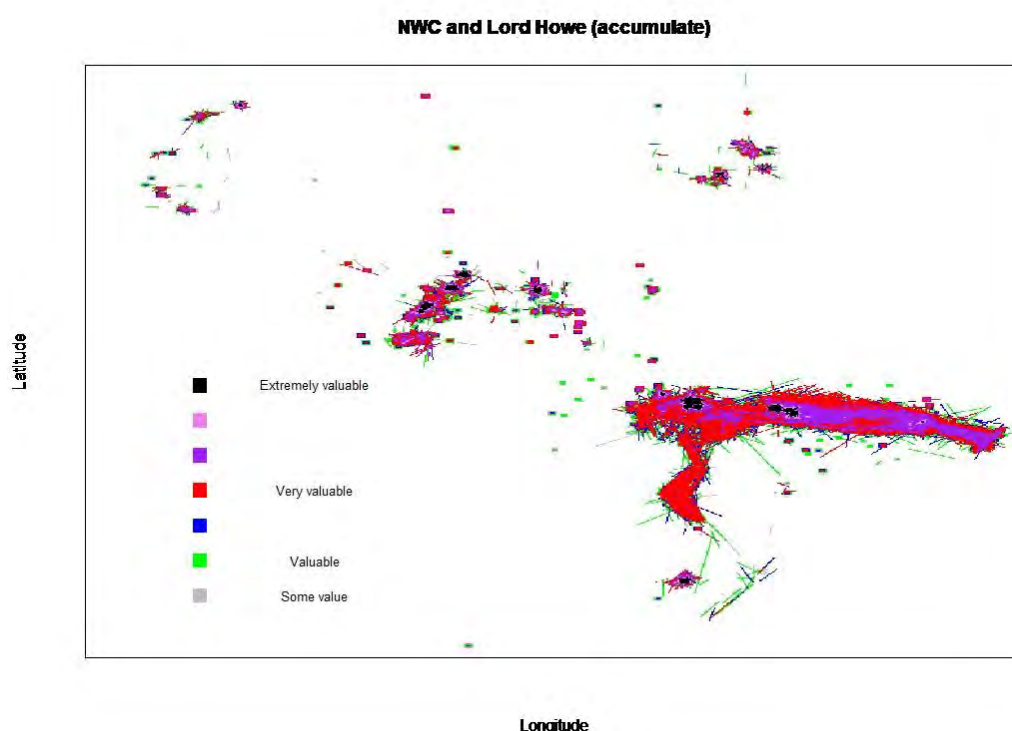 NWC and Lord Howe (accumulate)
Latitude
Extremely valuable
Very valuable
Valuable
Some value
Longitude